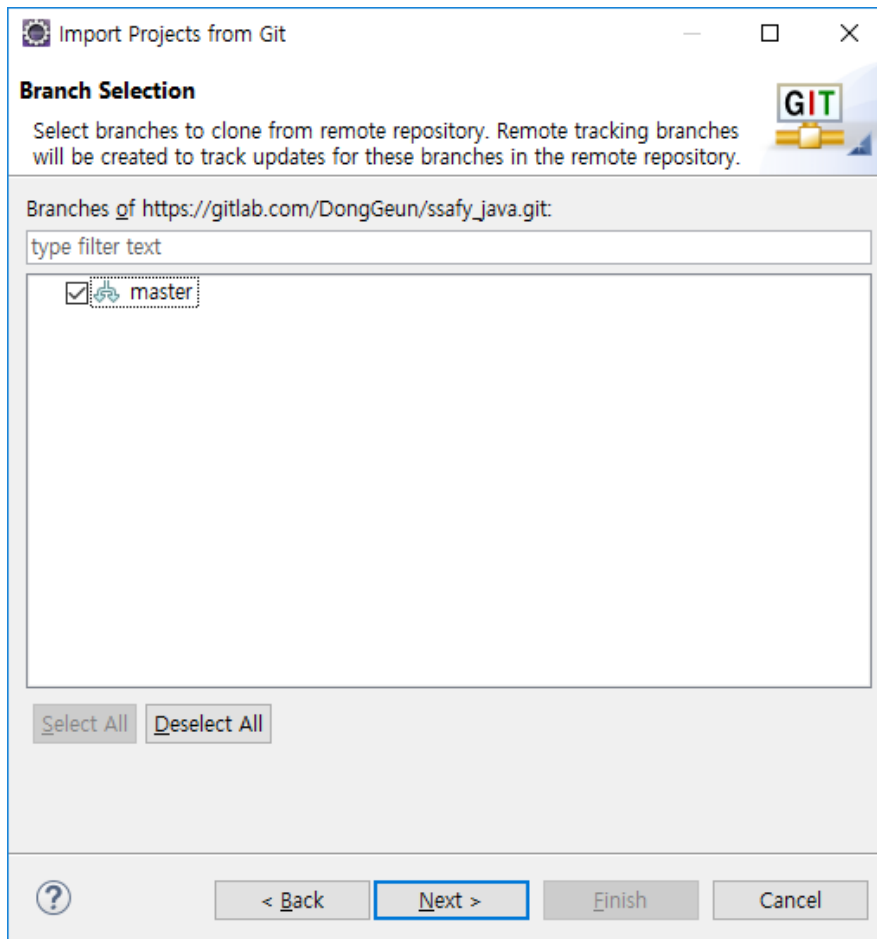 Import Projects from Git
Branch Selection
Select branches to clone from remote repository. Remote tracking branches
will be created to track updates for these branches in the remote repository.
GIT
Branches of https://gitlab.com/DongGeun/ssafy_java.git:
type filter text
master
Select All Deselect All
? < Back Next > Finish Cancel